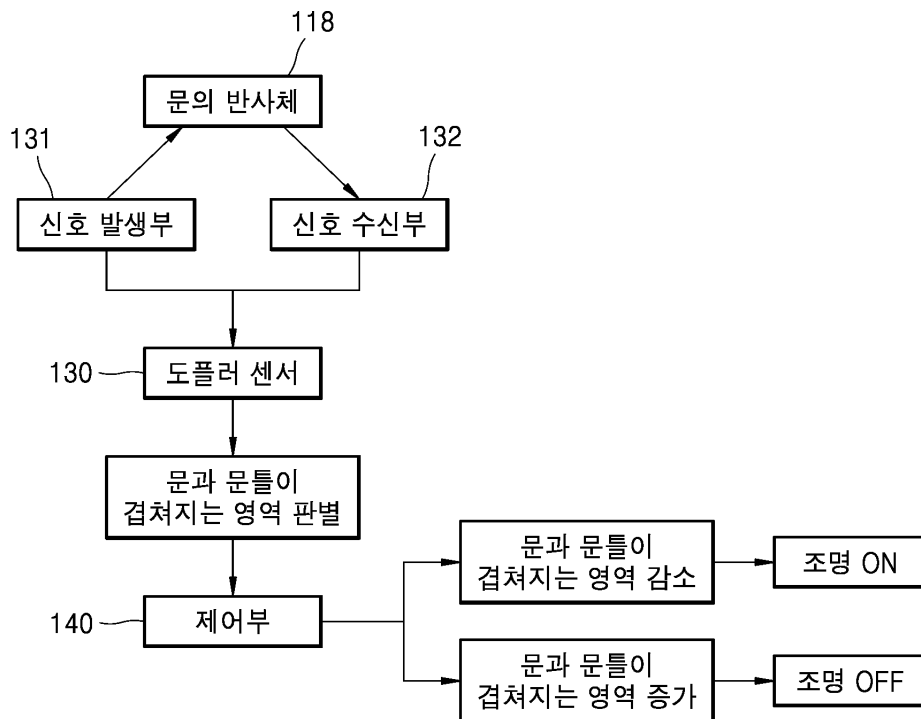 118
문의 반사체
131
132
신호 발생부
신호 수신부
130
도플러 센서
문과 문틀이
겹쳐지는 영역 판별
문과 문틀이
겹쳐지는 영역 감소
조명 ON
140
제어부
문과 문틀이
겹쳐지는 영역 증가
조명 OFF